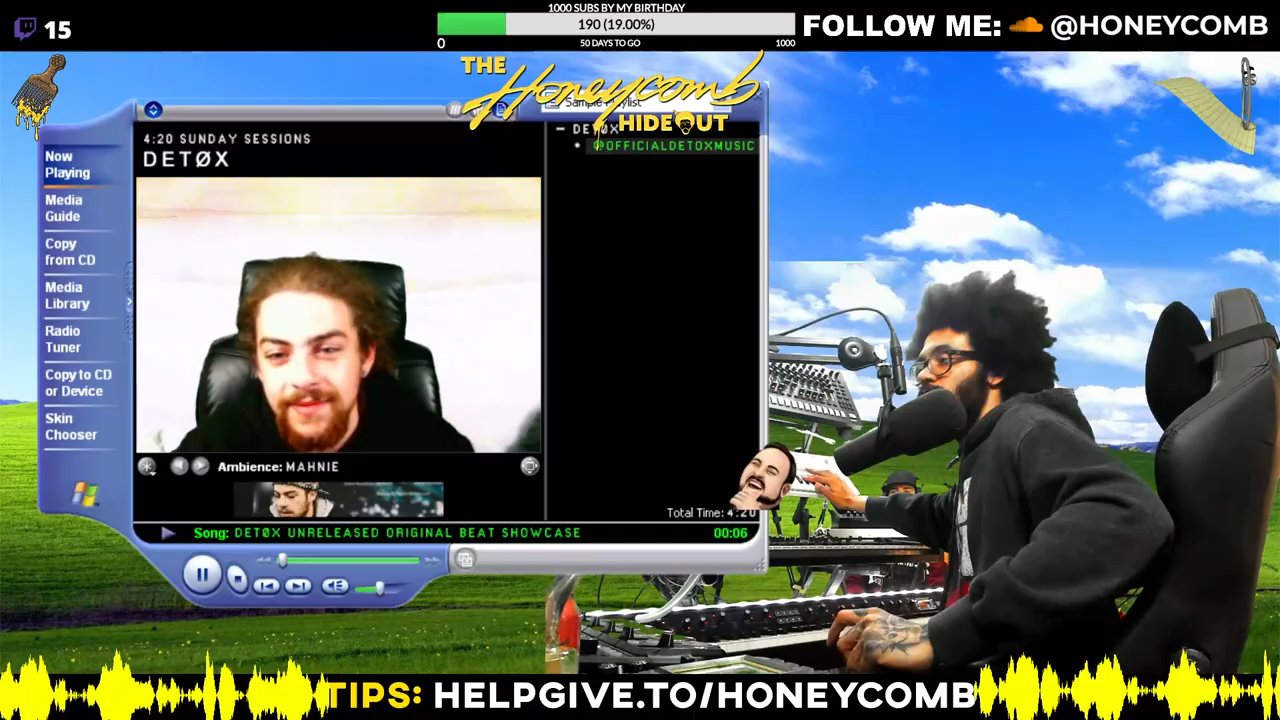 15
1000 SUBS BY MY BIRTHDAY
190 (19.00%)
0
50 DAYS TO GO
1000
FOLLOW ME: @HONEYCOMB
THE
Honeycomb
HIDEOUT
Sample Playlist
4:20 SUNDAY SESSIONS
DETØX
DETØX
@OFFICIALDETOXMUSIC
Now
Playing
Media
Guide
Copy
from CD
Media
Library
Radio
Tuner
Copy to CD
or Device
Skin
Chooser
Ambience: MAHNIE
Total Time: 4:20
Song: DETØX UNRELEASED ORIGINAL BEAT SHOWCASE
00:06
TIPS: HELPGIVE.TO/HONEYCOMB